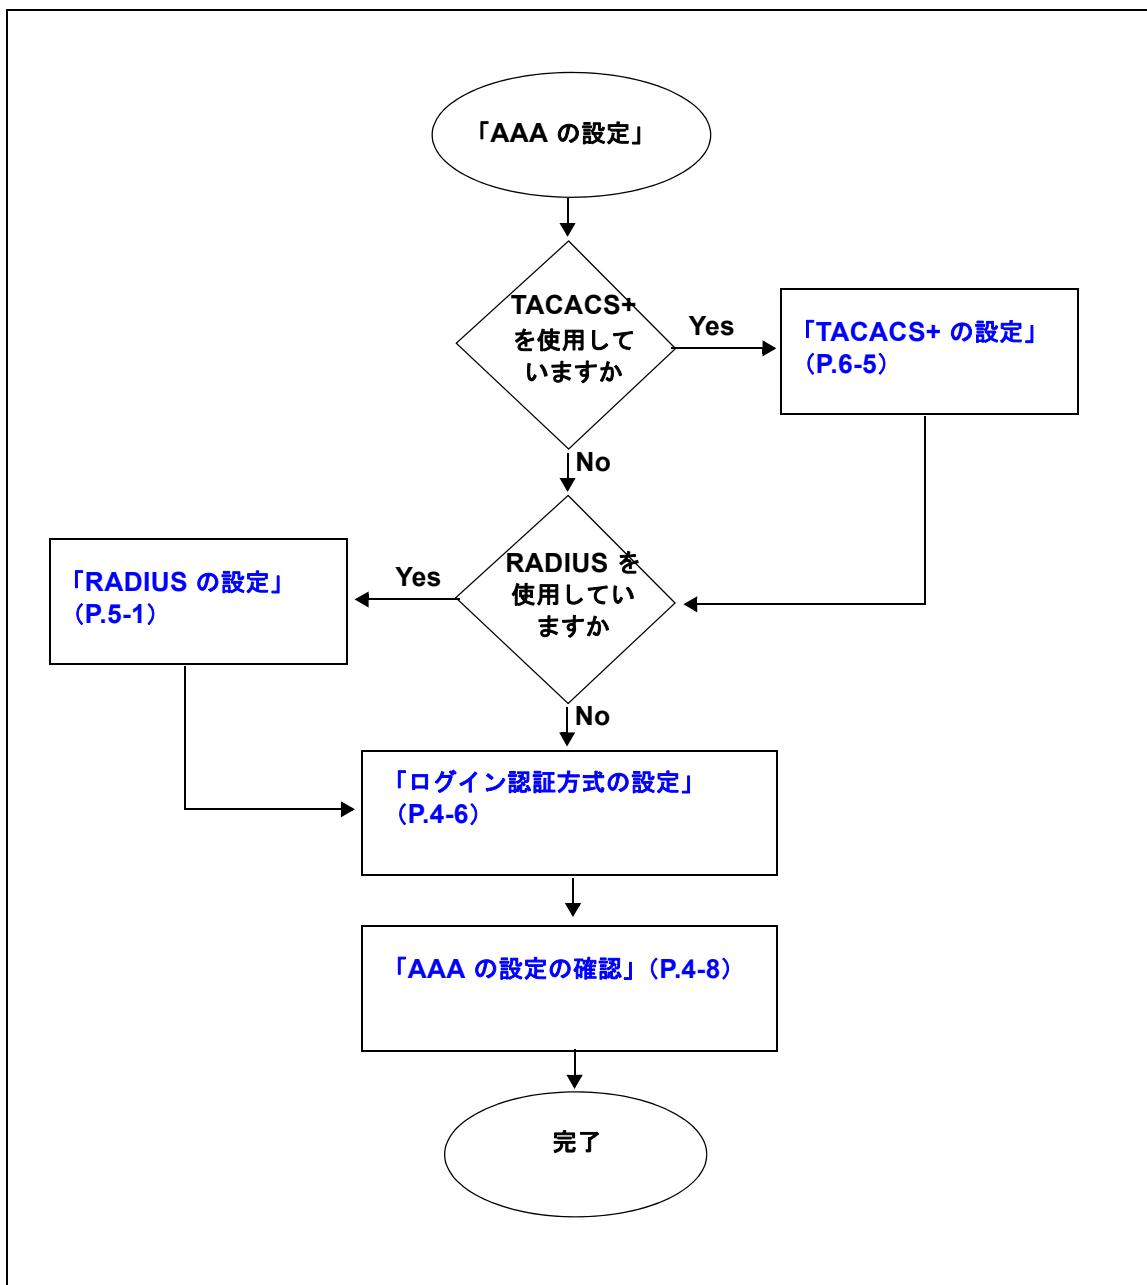 「AAA の設定」
TACACS+
を使用して
いますか
Yes
「TACACS+ の設定」
（P.6-5）
No
RADIUS を
使用してい
ますか
Yes
「RADIUS の設定」
（P.5-1）
No
「ログイン認証方式の設定」
（P.4-6）
「AAA の設定の確認」（P.4-8）
完了